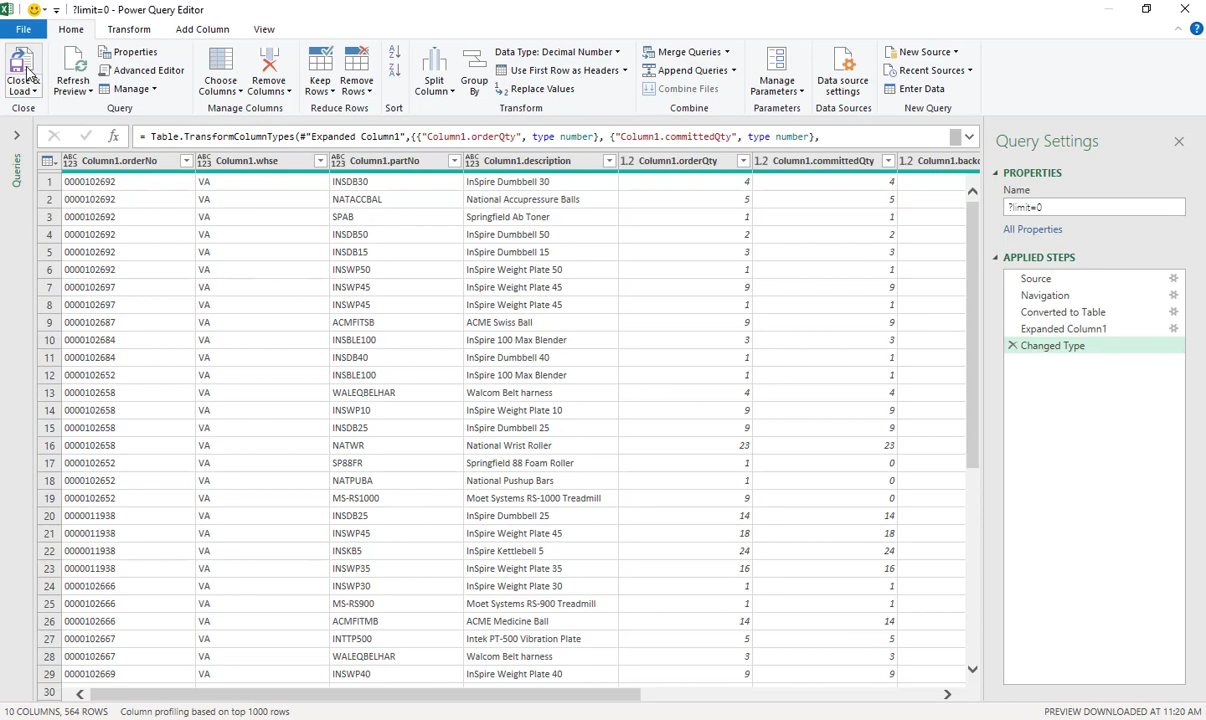 ?limit=0 - Power Query Editor
File Home Transform Add Column View
Close & Load
Refresh Preview
Properties
Advanced Editor
Manage
Choose Columns
Remove Columns
Keep Rows
Remove Rows
Split Column
Group By
Data Type: Decimal Number
Use First Row as Headers
Replace Values
Merge Queries
Append Queries
Combine Files
Manage Parameters
Data source settings
New Source
Recent Sources
Enter Data
Close Query Manage Columns Reduce Rows Sort Transform Combine Parameters Data Sources New Query
fx = Table.TransformColumnTypes(#"Expanded Column1",{{"Column1.orderQty", type number}, {"Column1.committedQty", type number},
Queries
ABC 123 Column1.orderNo ABC 123 Column1.whse ABC 123 Column1.partNo ABC 123 Column1.description 1.2 Column1.orderQty 1.2 Column1.committedQty 1.2 Column1.backo
1 0000102692 VA INSDB30 InSpire Dumbbell 30 4 4
2 0000102692 VA NATACCBAL National Accupressure Balls 5 5
3 0000102692 VA SPAB Springfield Ab Toner 1 1
4 0000102692 VA INSDB50 InSpire Dumbbell 50 2 2
5 0000102692 VA INSDB15 InSpire Dumbbell 15 3 3
6 0000102692 VA INSWP50 InSpire Weight Plate 50 1 1
7 0000102697 VA INSWP45 InSpire Weight Plate 45 9 9
8 0000102697 VA INSWP45 InSpire Weight Plate 45 1 1
9 0000102687 VA ACMFITSB ACME Swiss Ball 9 9
10 0000102684 VA INSBLE100 InSpire 100 Max Blender 3 3
11 0000102684 VA INSDB40 InSpire Dumbbell 40 1 1
12 0000102652 VA INSBLE100 InSpire 100 Max Blender 1 1
13 0000102658 VA WALEQBELHAR Walcom Belt harness 4 4
14 0000102658 VA INSWP10 InSpire Weight Plate 10 9 9
15 0000102658 VA INSDB25 InSpire Dumbbell 25 9 9
16 0000102658 VA NATWR National Wrist Roller 23 23
17 0000102652 VA SP88FR Springfield 88 Foam Roller 1 0
18 0000102652 VA NATPUBA National Pushup Bars 1 0
19 0000102652 VA MS-RS1000 Moet Systems RS-1000 Treadmill 9 0
20 0000011938 VA INSDB25 InSpire Dumbbell 25 14 14
21 0000011938 VA INSWP45 InSpire Weight Plate 45 18 18
22 0000011938 VA INSKB5 InSpire Kettlebell 5 24 24
23 0000011938 VA INSWP35 InSpire Weight Plate 35 16 16
24 0000102666 VA INSWP30 InSpire Weight Plate 30 1 1
25 0000102666 VA MS-RS900 Moet Systems RS-900 Treadmill 1 1
26 0000102666 VA ACMFITMB ACME Medicine Ball 14 14
27 0000102667 VA INTTP500 Intek PT-500 Vibration Plate 5 5
28 0000102667 VA WALEQBELHAR Walcom Belt harness 3 3
29 0000102669 VA INSWP40 InSpire Weight Plate 40 9 9
30
Query Settings
PROPERTIES
Name
?limit=0
All Properties
APPLIED STEPS
Source
Navigation
Converted to Table
Expanded Column1
Changed Type
10 COLUMNS, 564 ROWS Column profiling based on top 1000 rows PREVIEW DOWNLOADED AT 11:20 AM